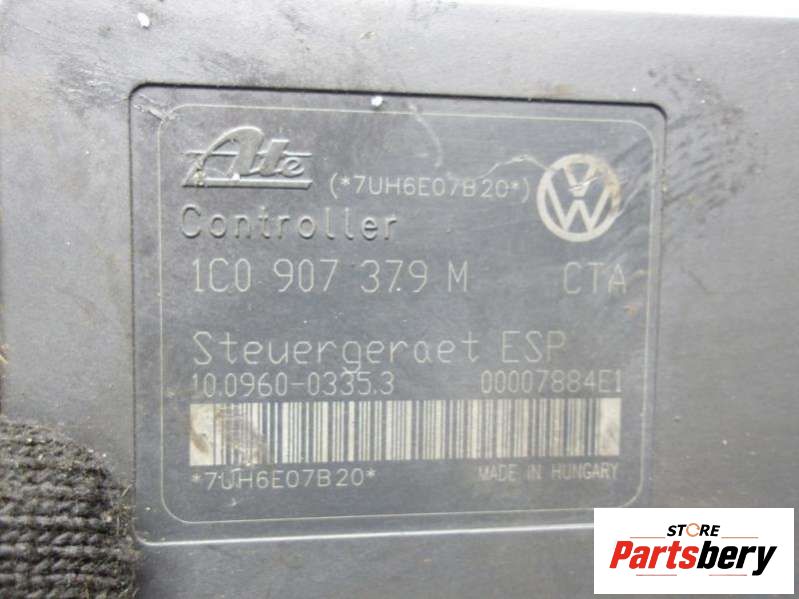 Ate (*7UH6E07B20*)
Controller
1C0 907 379 M CTA
Steuergeraet ESP
10.0960-0335.3 00007884E1
*7UH6E07B20* MADE IN HUNGARY
STORE
Partsbery